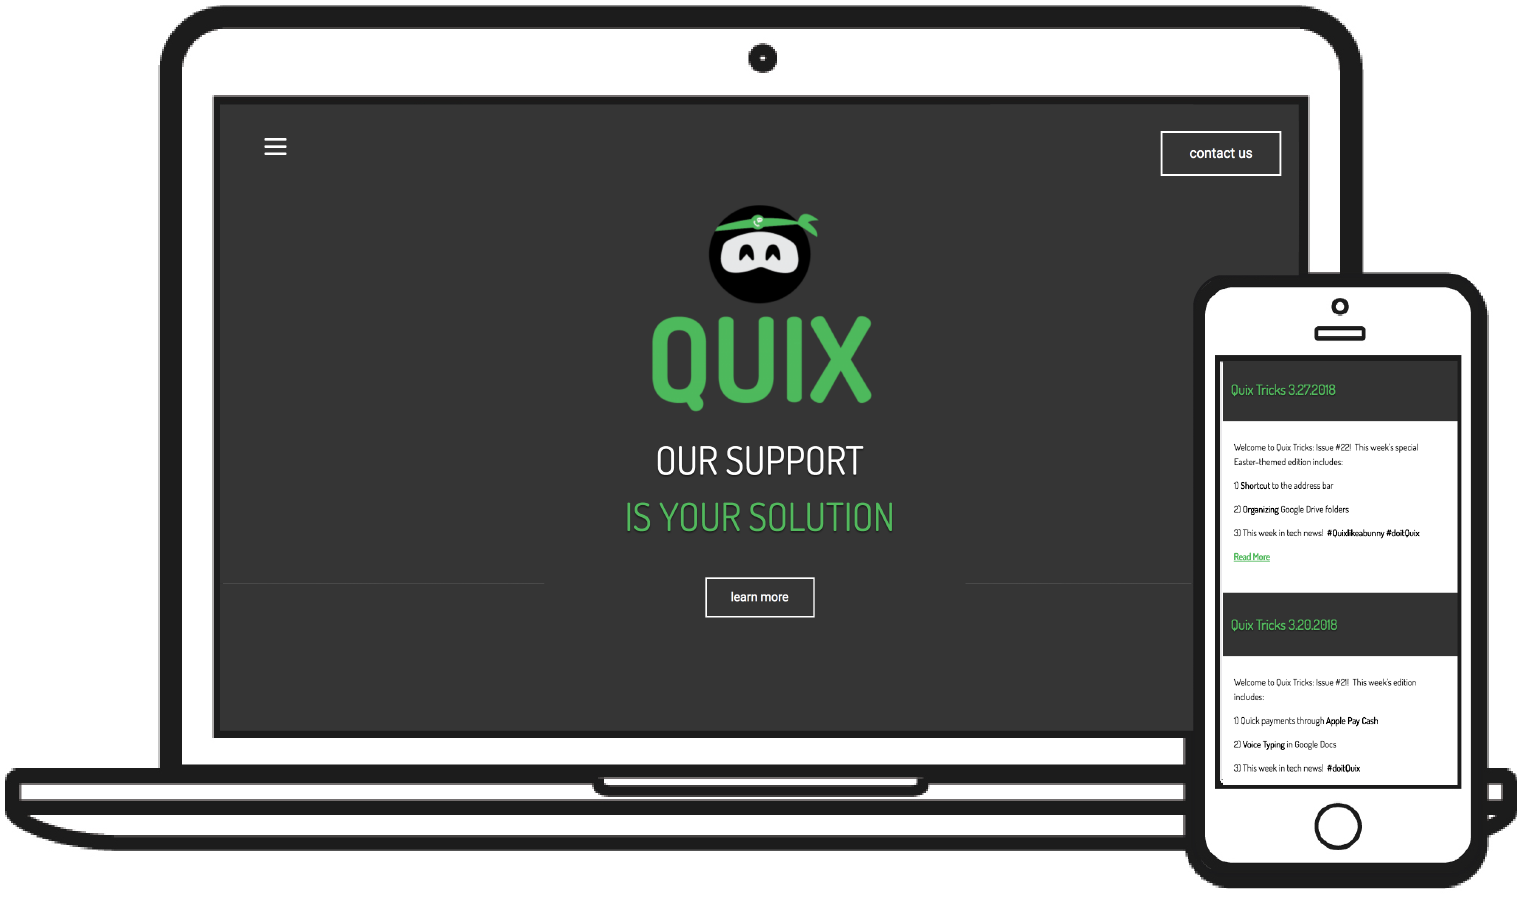 contact us
QUIX
OUR SUPPORT
IS YOUR SOLUTION
learn more
Quix Tricks 3.27.2018
Welcome to Quix Tricks: Issue #22! This week's special
Easter-themed edition includes:
1) Shortcut to the address bar
2) Organizing Google Drive folders
3) This week in tech news! #Quixlikeabunny #doitQuix
Read More
Quix Tricks 3.20.2018
Welcome to Quix Tricks: Issue #21! This week's edition
includes:
1) Quick payments through Apple Pay Cash
2) Voice Typing in Google Docs
3) This week in tech news! #doitQuix